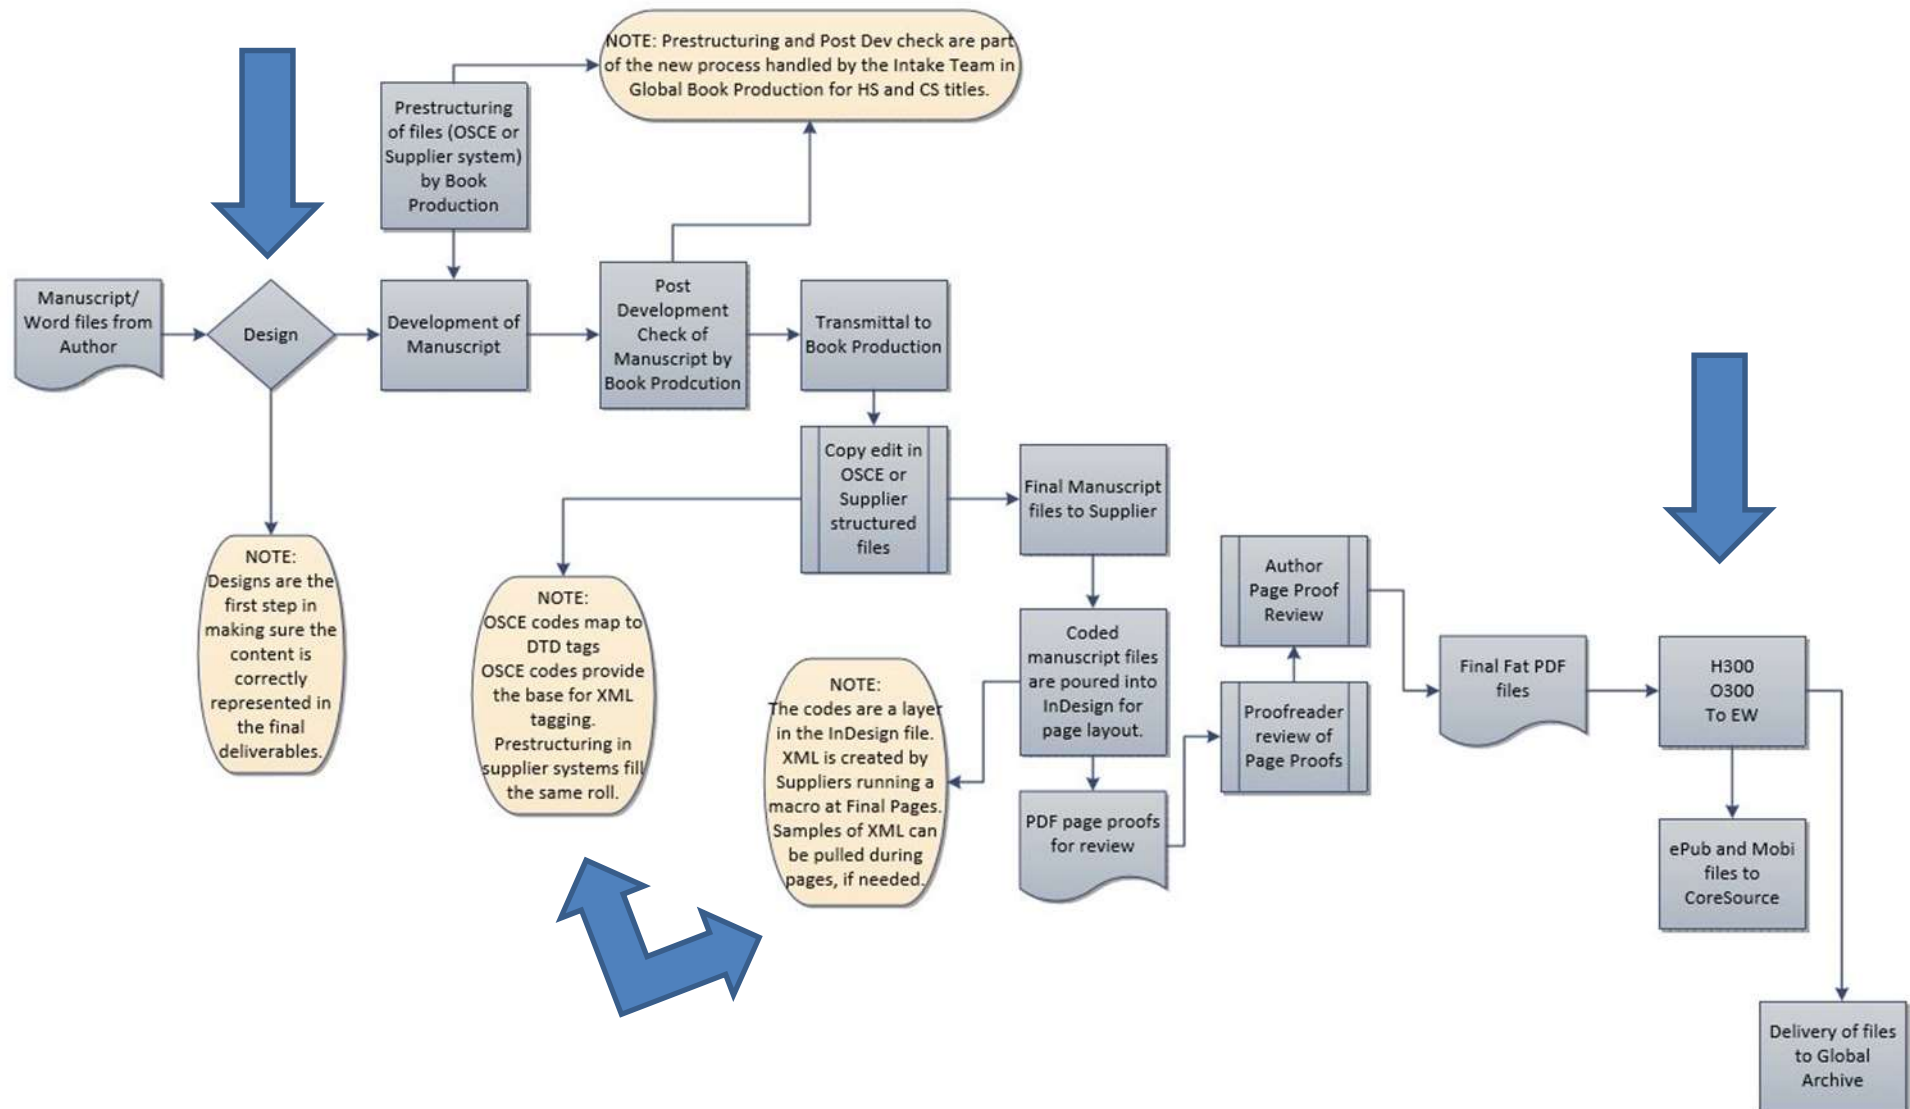 NOTE: Prestructuring and Post Dev check are part
of the new process handled by the Intake Team in
Global Book Production for HS and CS titles.
Prestructuring
of files (OSCE or
Supplier system)
by Book
Production
Manuscript/
Word files from
Author
Design
Development of
Manuscript
Post
Development
Check of
Manuscript by
Book Prodcution
Transmittal to
Book Production
Copy edit in
OSCE or
Supplier
structured
files
Final Manuscript
files to Supplier
NOTE:
Designs are the
first step in
making sure the
content is
correctly
represented in
the final
deliverables.
NOTE:
OSCE codes map to
DTD tags
OSCE codes provide
the base for XML
tagging.
Prestructuring in
supplier systems fill
the same roll.
NOTE:
The codes are a layer
in the InDesign file.
XML is created by
Suppliers running a
macro at Final Pages.
Samples of XML can
be pulled during
pages, if needed.
Coded
manuscript files
are poured into
InDesign for
page layout.
PDF page proofs
for review
Author
Page Proof
Review
Proofreader
review of
Page Proofs
Final Fat PDF
files
H300
O300
To EW
ePub and Mobi
files to
CoreSource
Delivery of files
to Global
Archive